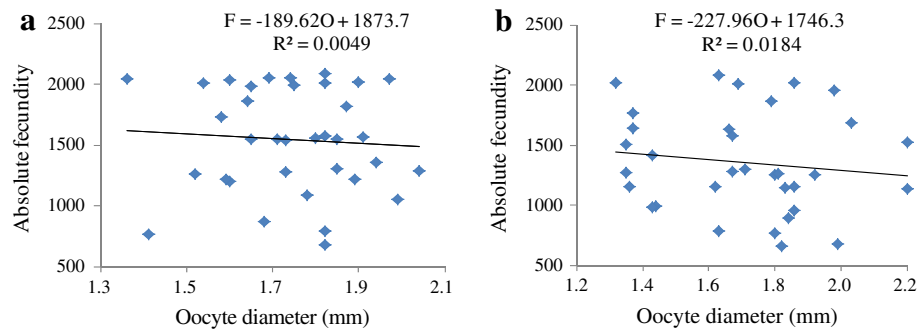 a
F = -189.62O + 1873.7
R² = 0.0049
Absolute fecundity
2500
2000
1500
1000
500
1.3 1.5 1.7 1.9 2.1
Oocyte diameter (mm)
b
F = -227.96O + 1746.3
R² = 0.0184
Absolute fecundity
2500
2000
1500
1000
500
1.2 1.4 1.6 1.8 2.0 2.2
Oocyte diameter (mm)